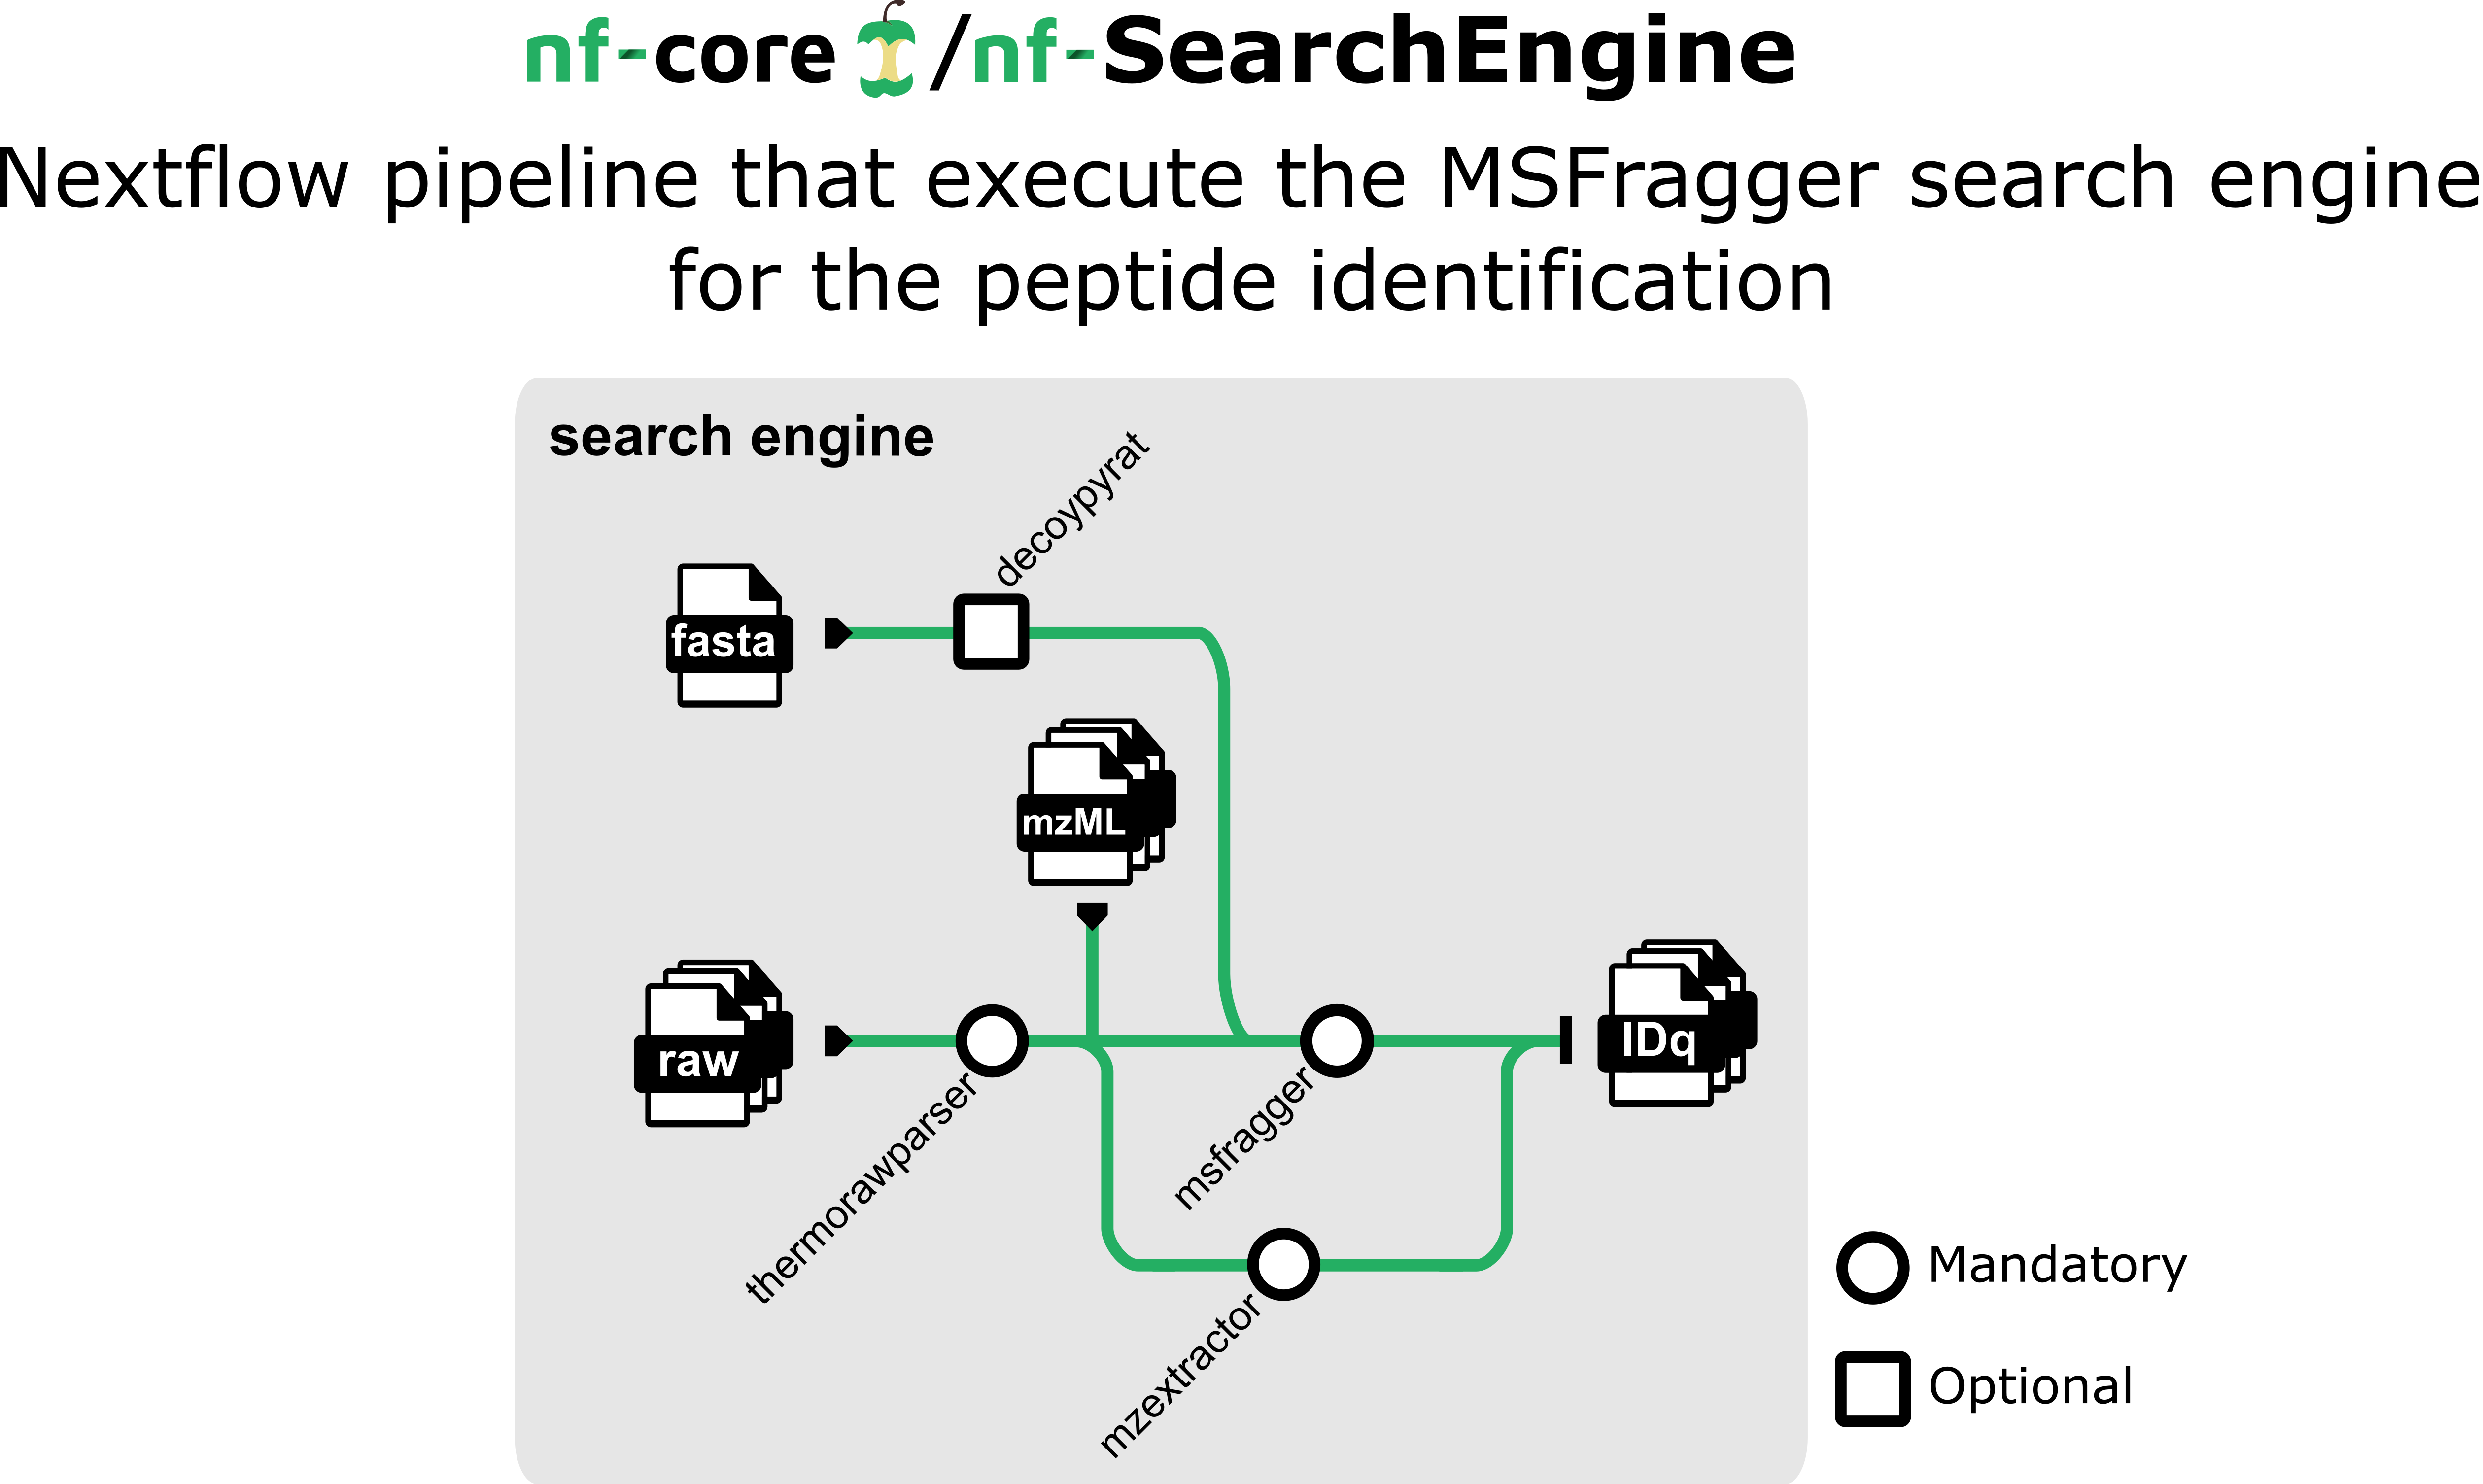 nf-core/nf-SearchEngine
Nextflow pipeline that execute the MSFragger search engine
for the peptide identification
search engine
decopyrat
fasta
mzML
raw
IDq
thermorawparser
msfragger
mzextractor
Mandatory
Optional